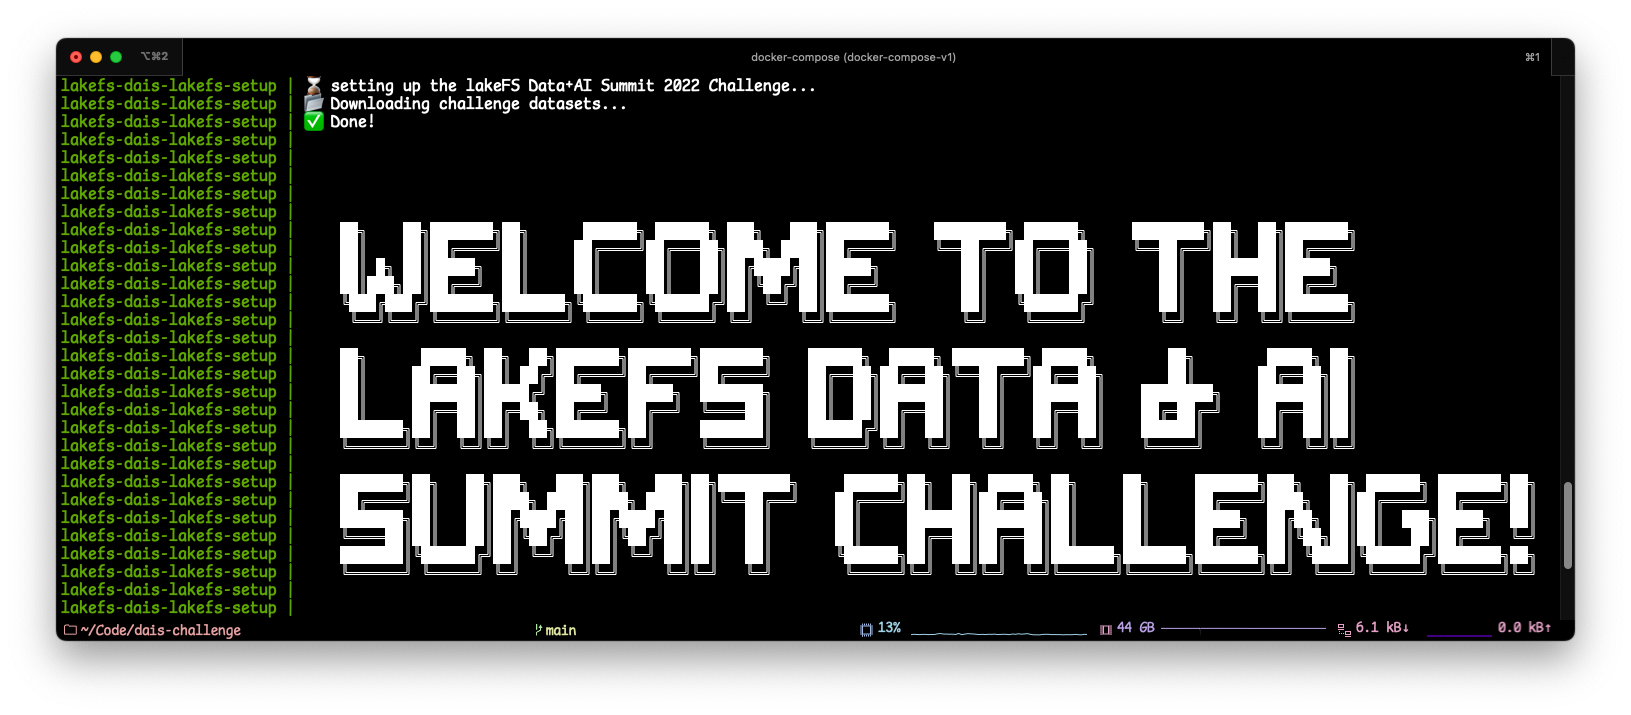 ⌥⌘2 docker-compose (docker-compose-v1) ⌘1
lakefs-dais-lakefs-setup | ⏳ setting up the lakeFS Data+AI Summit 2022 Challenge...
lakefs-dais-lakefs-setup | 📂 Downloading challenge datasets...
lakefs-dais-lakefs-setup | ✅ Done!
lakefs-dais-lakefs-setup |
lakefs-dais-lakefs-setup |
lakefs-dais-lakefs-setup |
lakefs-dais-lakefs-setup |
lakefs-dais-lakefs-setup |
lakefs-dais-lakefs-setup |
lakefs-dais-lakefs-setup |
lakefs-dais-lakefs-setup |
lakefs-dais-lakefs-setup | WELCOME TO THE
lakefs-dais-lakefs-setup |
lakefs-dais-lakefs-setup |
lakefs-dais-lakefs-setup |
lakefs-dais-lakefs-setup |
lakefs-dais-lakefs-setup |
lakefs-dais-lakefs-setup |
lakefs-dais-lakefs-setup | LAKEFS DATA & AI
lakefs-dais-lakefs-setup |
lakefs-dais-lakefs-setup |
lakefs-dais-lakefs-setup |
lakefs-dais-lakefs-setup |
lakefs-dais-lakefs-setup |
lakefs-dais-lakefs-setup |
lakefs-dais-lakefs-setup | SUMMIT CHALLENGE!
lakefs-dais-lakefs-setup |
lakefs-dais-lakefs-setup |
lakefs-dais-lakefs-setup |
~/Code/dais-challenge main 13% 44 GB 6.1 kB↓ 0.0 kB↑